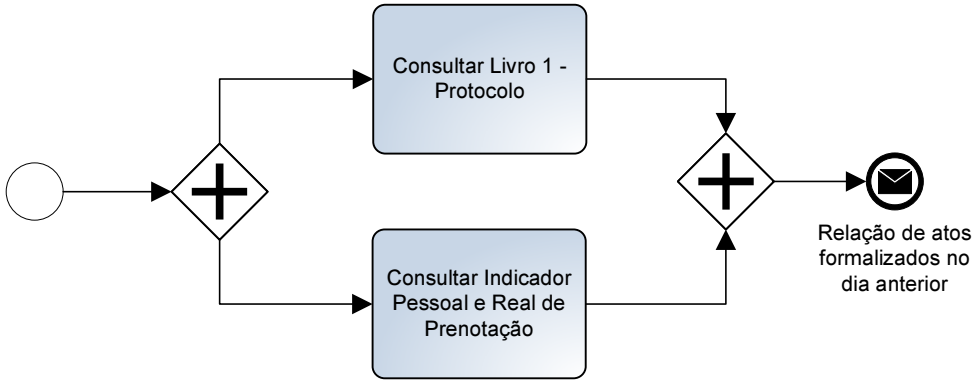 Consultar Livro 1 -
Protocolo
Consultar Indicador
Pessoal e Real de
Prenotação
Relação de atos
formalizados no
dia anterior